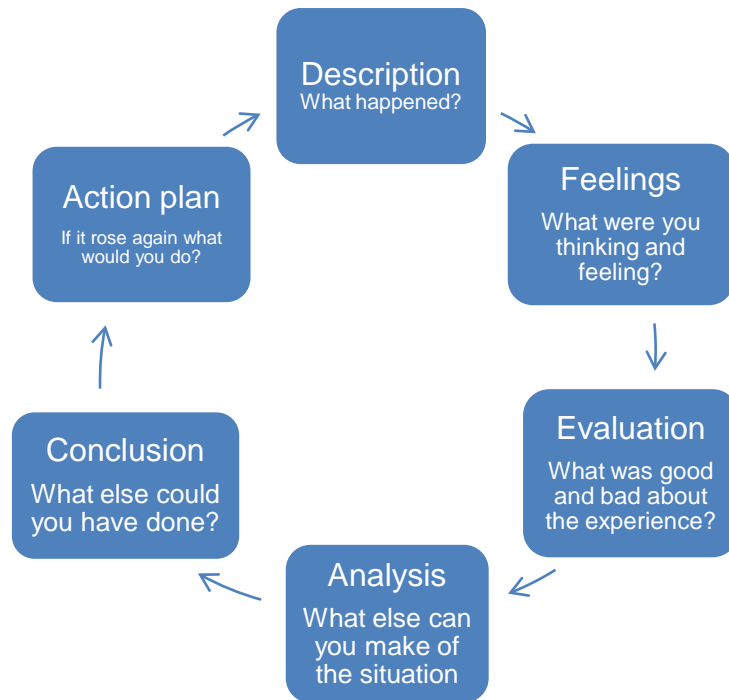 Description
What happened?
Feelings
What were you
thinking and
feeling?
Evaluation
What was good
and bad about
the experience?
Analysis
What else can
you make of
the situation
Conclusion
What else could
you have done?
Action plan
If it rose again what
would you do?